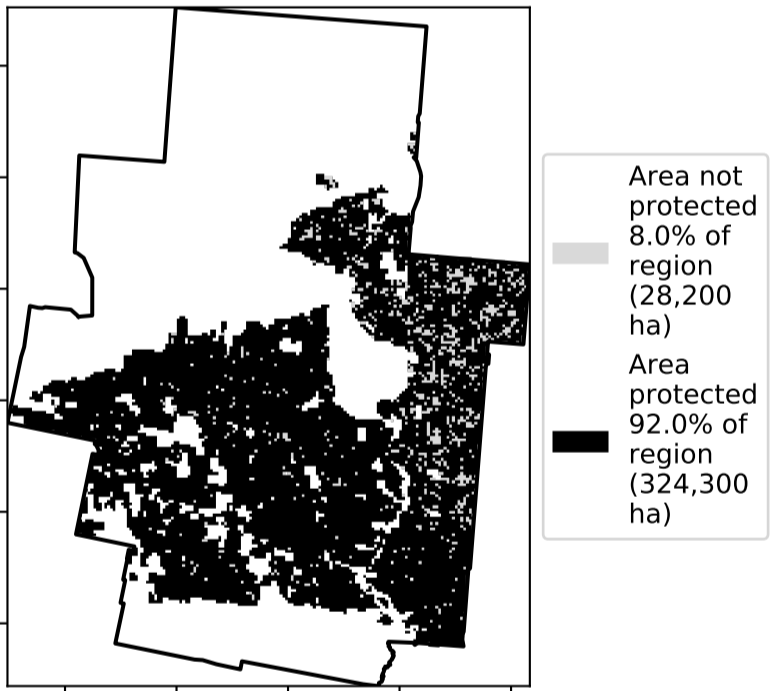 Area not
protected
8.0% of
region
(28,200
ha)
Area
protected
92.0% of
region
(324,300
ha)